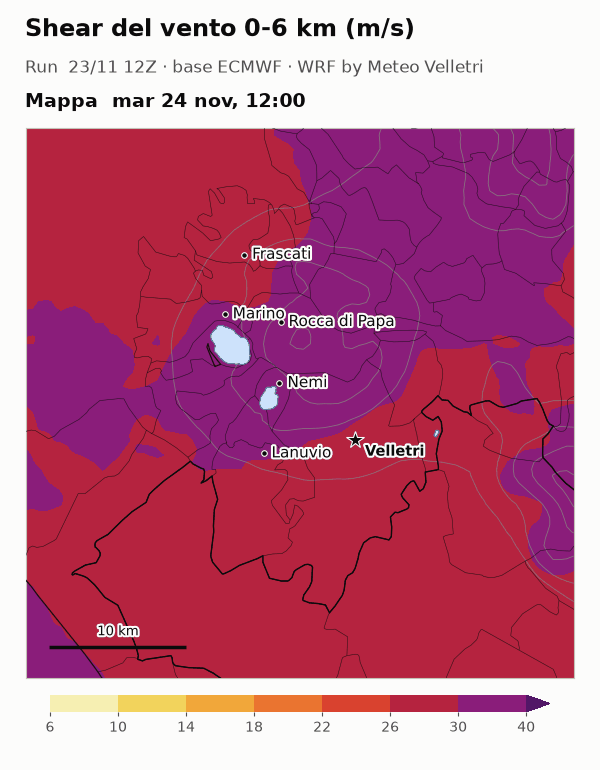 Shear del vento 0-6 km (m/s)
Run  23/11 12Z · base ECMWF · WRF by Meteo Velletri
Mappa  mar 24 nov, 12:00
Frascati
Marino
Rocca di Papa
Nemi
Velletri
Lanuvio
10 km
6 10 14 18 22 26 30 40